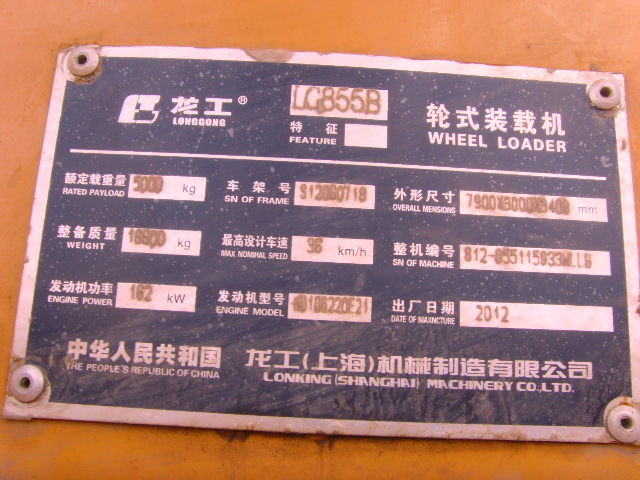 龙工® LG855B 轮式装载机
LONGGONG 特征 FEATURE WHEEL LOADER
额定载重量 5000 kg 车架号 外形尺寸 mm
RATED PAYLOAD SN OF FRAME OVERALL MENSIONS
整备质量 kg 最高设计车速 36 km/h 整机编号
WEIGHT MAX NOMIHAL SPEED SN OF MACHINE
发动机功率 162 kW 发动机型号 出厂日期 2012
ENGINE POWER ENGINE MODEL DATE OF MAXNCTURE
中华人民共和国 龙工(上海)机械制造有限公司
THE PEOPLE'S REPUBLIC OF CHINA LONKING (SHANGHAI) MACHINERY CO.,LTD.